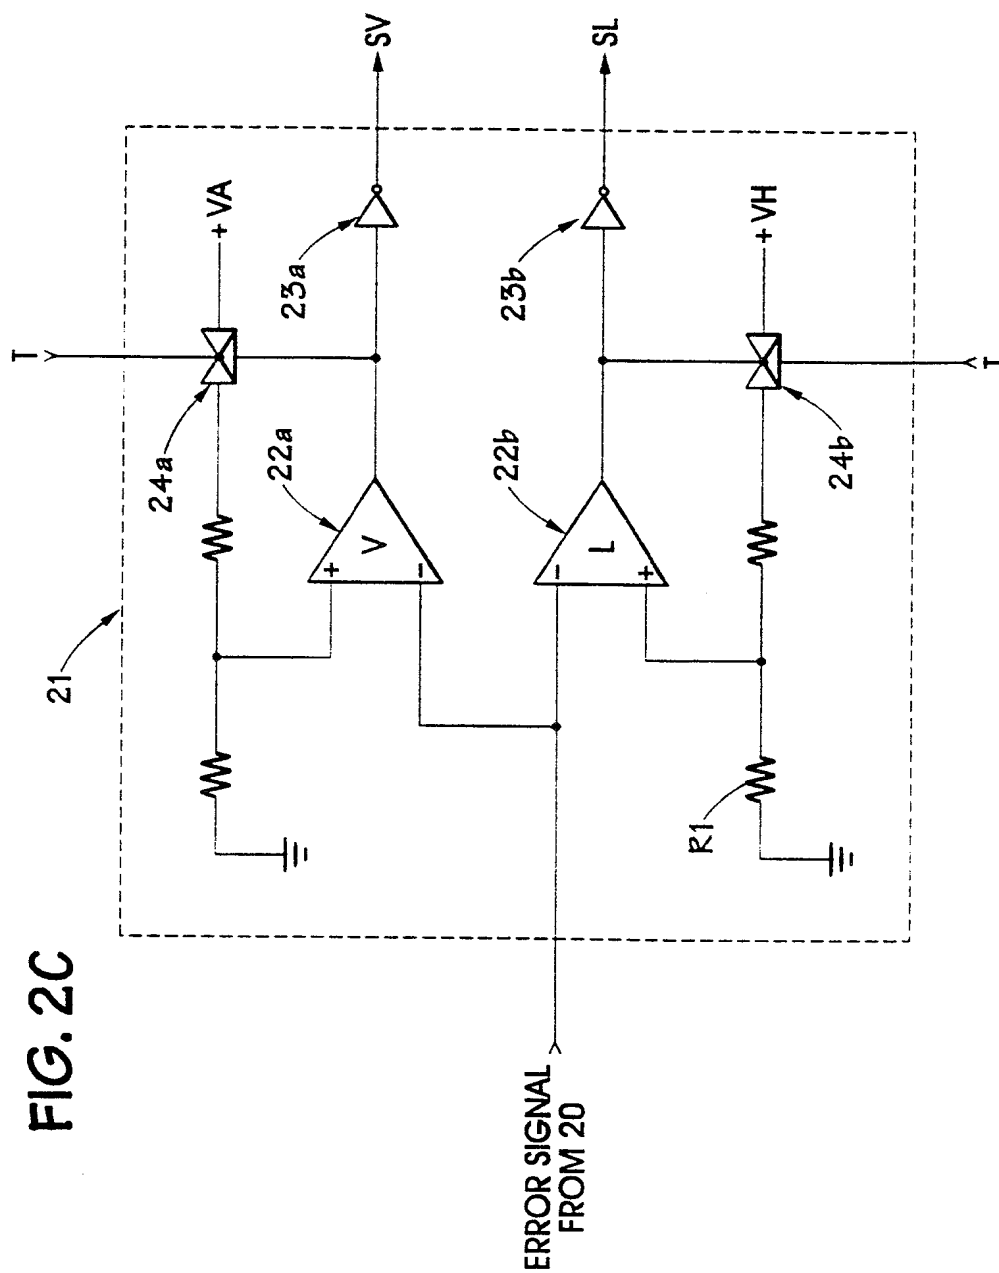 FIG. 2C
21
T
24a
+VA
23a
SV
22a
V
+
-
ERROR SIGNAL
FROM 20
22b
L
-
+
23b
SL
R1
24b
+VH
T